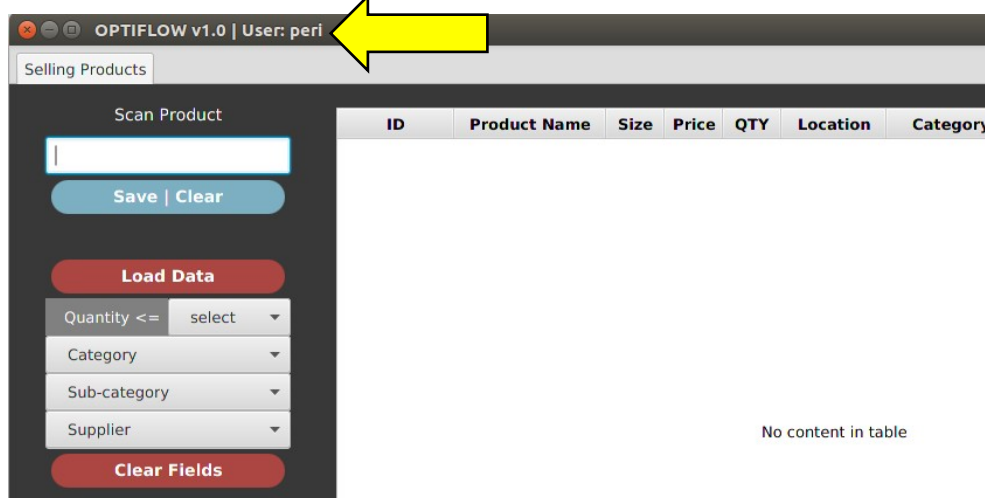 OPTIFLOW v1.0 | User: peri
Selling Products
Scan Product
Save | Clear
Load Data
Quantity <= select
Category
Sub-category
Supplier
Clear Fields
ID Product Name Size Price QTY Location Category
No content in table